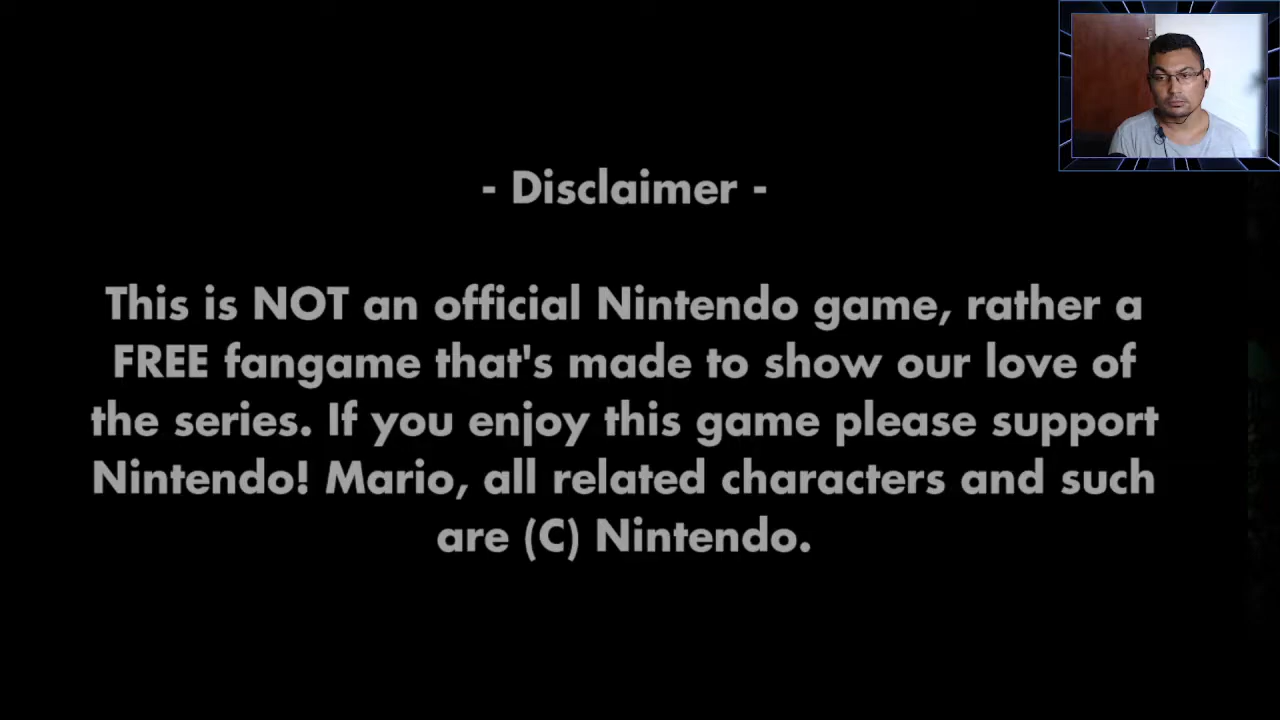 - Disclaimer -
This is NOT an official Nintendo game, rather a
FREE fangame that's made to show our love of
the series. If you enjoy this game please support
Nintendo! Mario, all related characters and such
are (C) Nintendo.